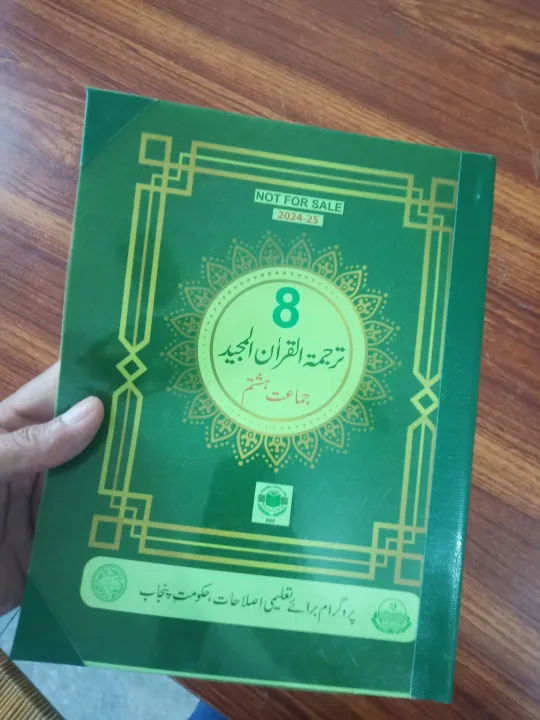 NOT FOR SALE
2024-25
8
ترجمۃ القرآن المجید
جماعت ہشتم
PEF
پروگرام برائے تعلیمی اصلاحات، حکومتِ پنجاب